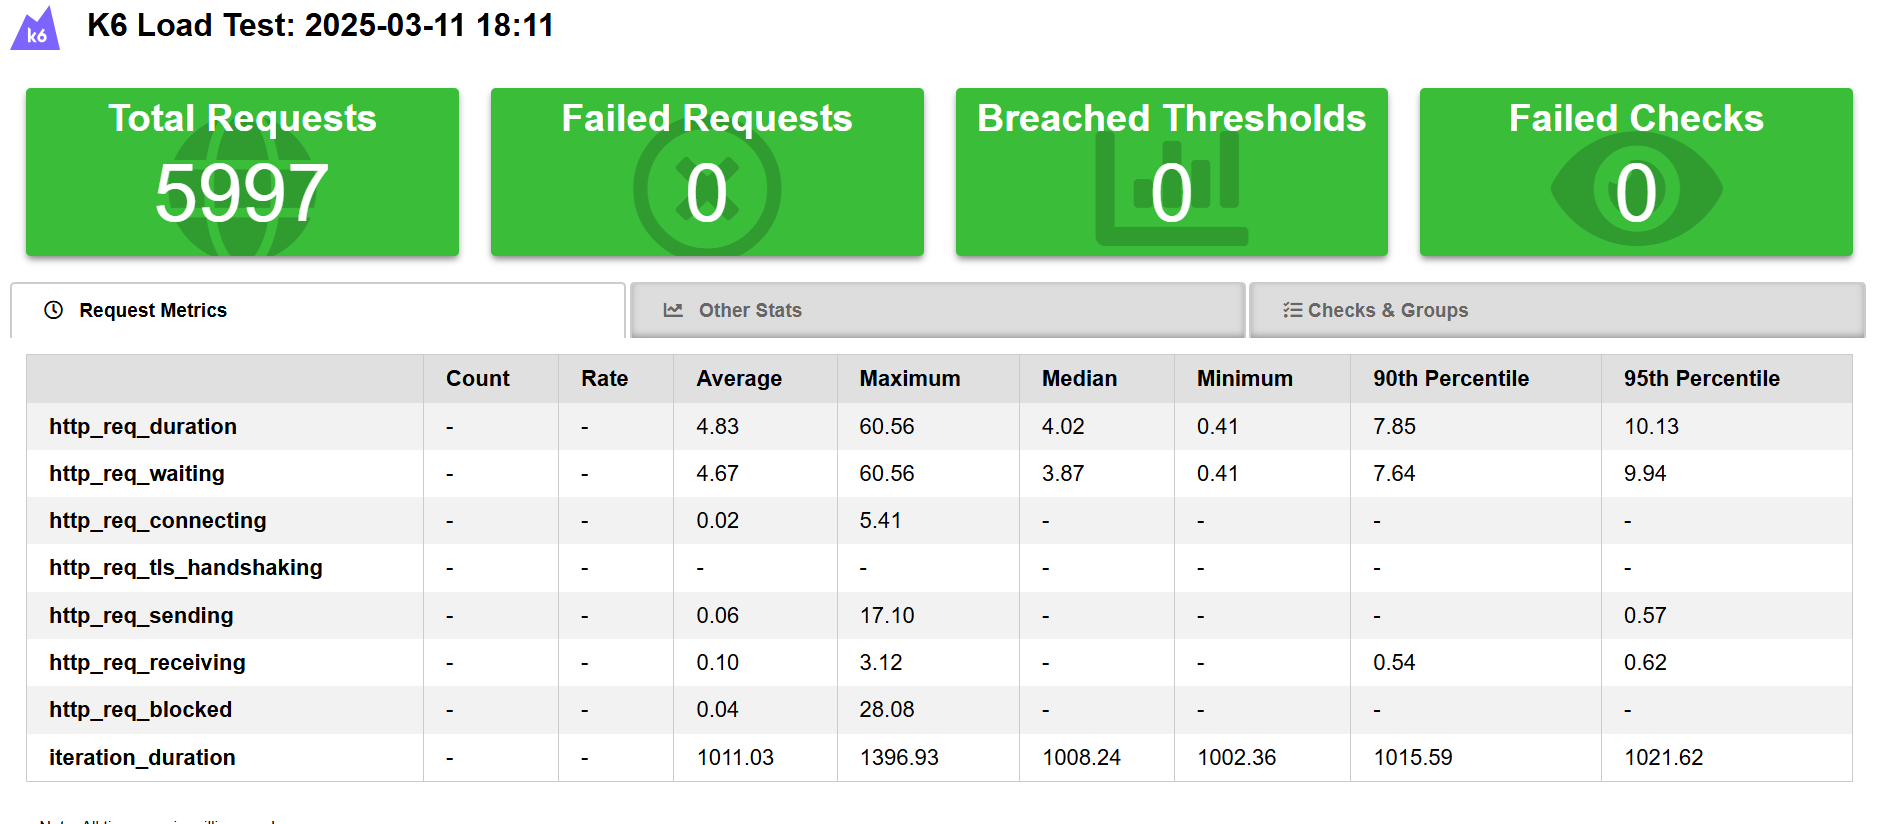 k6
K6 Load Test: 2025-03-11 18:11
Total Requests
5997
Failed Requests
0
Breached Thresholds
0
Failed Checks
0
Request Metrics
Other Stats
Checks & Groups
Count Rate Average Maximum Median Minimum 90th Percentile 95th Percentile
http_req_duration - - 4.83 60.56 4.02 0.41 7.85 10.13
http_req_waiting - - 4.67 60.56 3.87 0.41 7.64 9.94
http_req_connecting - - 0.02 5.41 - - - -
http_req_tls_handshaking - - - - - - - -
http_req_sending - - 0.06 17.10 - - - 0.57
http_req_receiving - - 0.10 3.12 - - 0.54 0.62
http_req_blocked - - 0.04 28.08 - - - -
iteration_duration - - 1011.03 1396.93 1008.24 1002.36 1015.59 1021.62